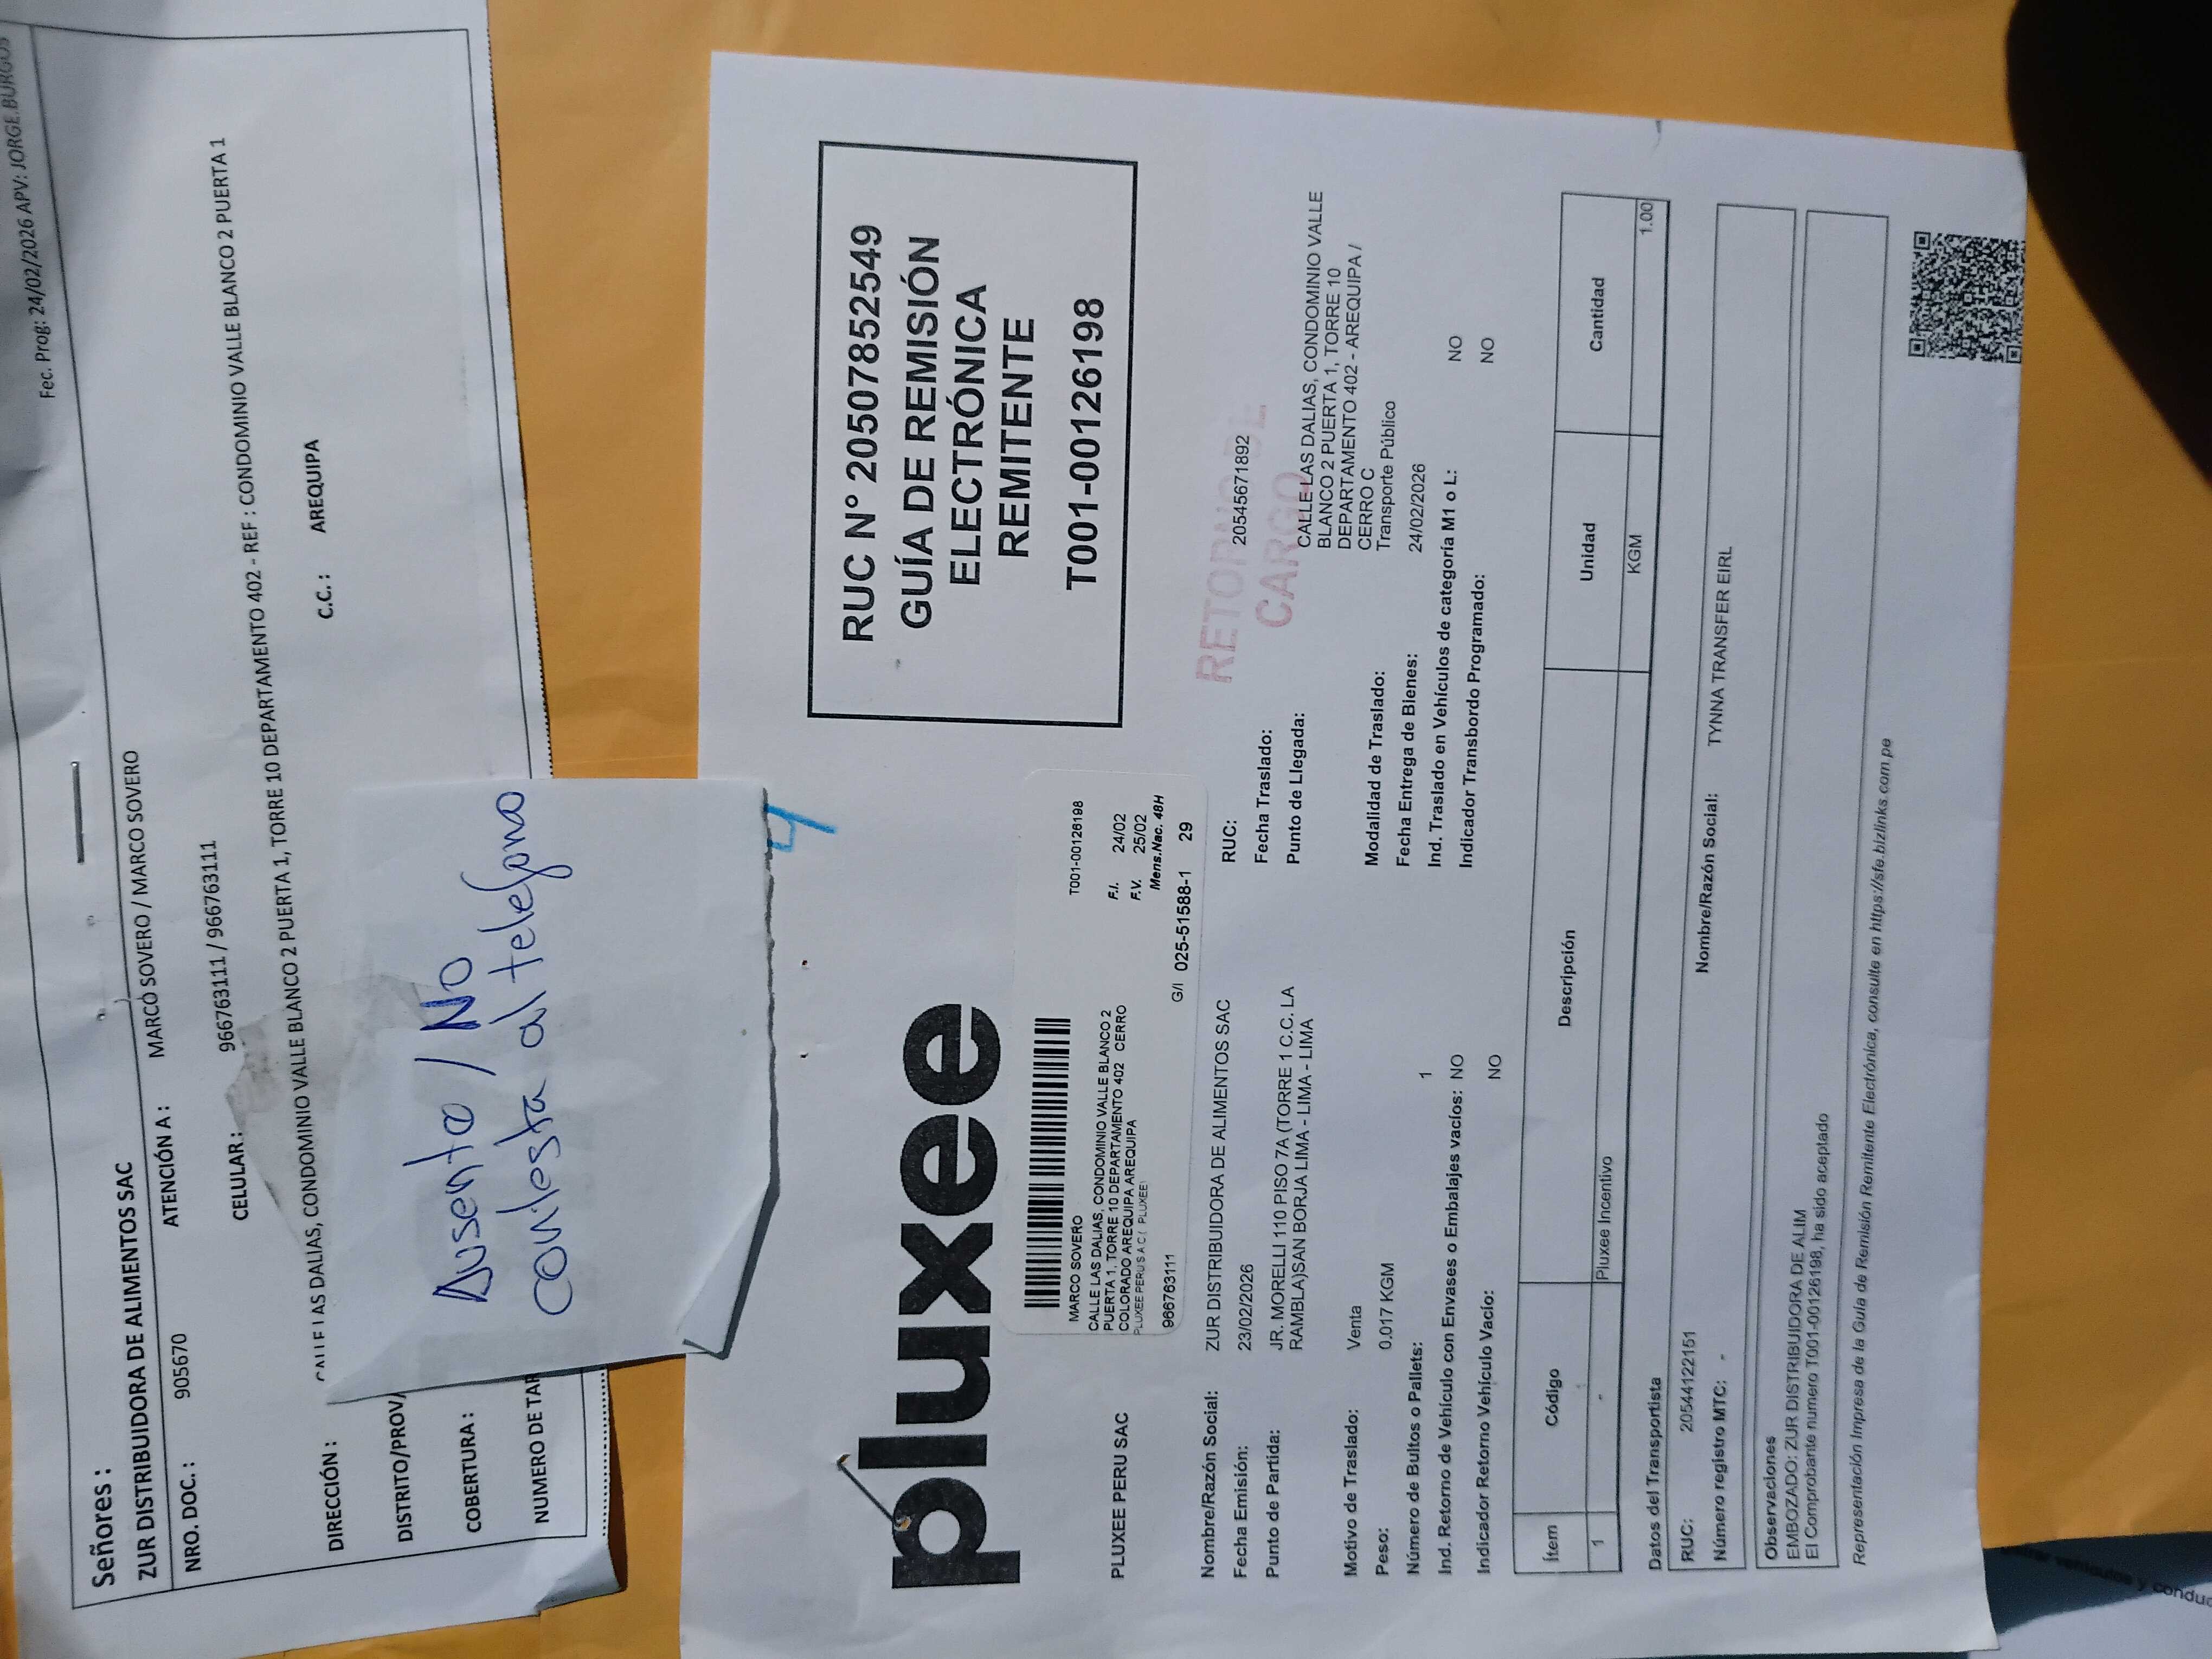 Fec. Prog: 24/02/2026 APV: JORGE.BURGOS
Señores :
ZUR DISTRIBUIDORA DE ALIMENTOS SAC
NRO. DOC. : 905670 ATENCIÓN A : MARCO SOVERO / MARCO SOVERO
CELULAR : 966763111 / 966763111
DIRECCIÓN : CALLE LAS DALIAS, CONDOMINIO VALLE BLANCO 2 PUERTA 1, TORRE 10 DEPARTAMENTO 402 - REF : CONDOMINIO VALLE BLANCO 2 PUERTA 1
DISTRITO/PROV/
C.C. : AREQUIPA
COBERTURA :
NUMERO DE TAR
Ausente / No
contesta al telefono
pluxee
RUC N° 20507852549
GUÍA DE REMISIÓN
ELECTRÓNICA
REMITENTE
T001-00126198
PLUXEE PERU SAC
T001-00126198
MARCO SOVERO
CALLE LAS DALIAS, CONDOMINIO VALLE BLANCO 2
PUERTA 1, TORRE 10 DEPARTAMENTO 402 CERRO
COLORADO AREQUIPA AREQUIPA
PLUXEE PERU S A C ( PLUXEE)
966763111
F.I. 24/02
F.V. 25/02
Mens.Nac. 48H
G/I 025-51588-1 29
RETORNO DE
CARGO
Nombre/Razón Social: ZUR DISTRIBUIDORA DE ALIMENTOS SAC
RUC: 20545671892
Fecha Emisión: 23/02/2026
Fecha Traslado:
Punto de Partida: JR. MORELLI 110 PISO 7A (TORRE 1 C.C. LA
RAMBLA)SAN BORJA LIMA - LIMA - LIMA
Punto de Llegada: CALLE LAS DALIAS, CONDOMINIO VALLE
BLANCO 2 PUERTA 1, TORRE 10
DEPARTAMENTO 402 - AREQUIPA /
CERRO C
Motivo de Traslado: Venta
Modalidad de Traslado: Transporte Público
Peso: 0.017 KGM
Fecha Entrega de Bienes: 24/02/2026
Número de Bultos o Pallets: 1
Ind. Traslado en Vehículos de categoría M1 o L: NO
Ind. Retorno de Vehículo con Envases o Embalajes vacíos: NO
Indicador Transbordo Programado: NO
Indicador Retorno Vehículo Vacío: NO
Ítem Código Descripción Unidad Cantidad
1 - Pluxee Incentivo KGM 1.00
Datos del Transportista
RUC: 20544122151 Nombre/Razón Social: TYNNA TRANSFER EIRL
Número registro MTC: -
Observaciones
EMBOZADO: ZUR DISTRIBUIDORA DE ALIM
El Comprobante numero T001-00126198, ha sido aceptado
Representación Impresa de la Guía de Remisión Remitente Electrónica, consulte en https://sfe.bizlinks.com.pe